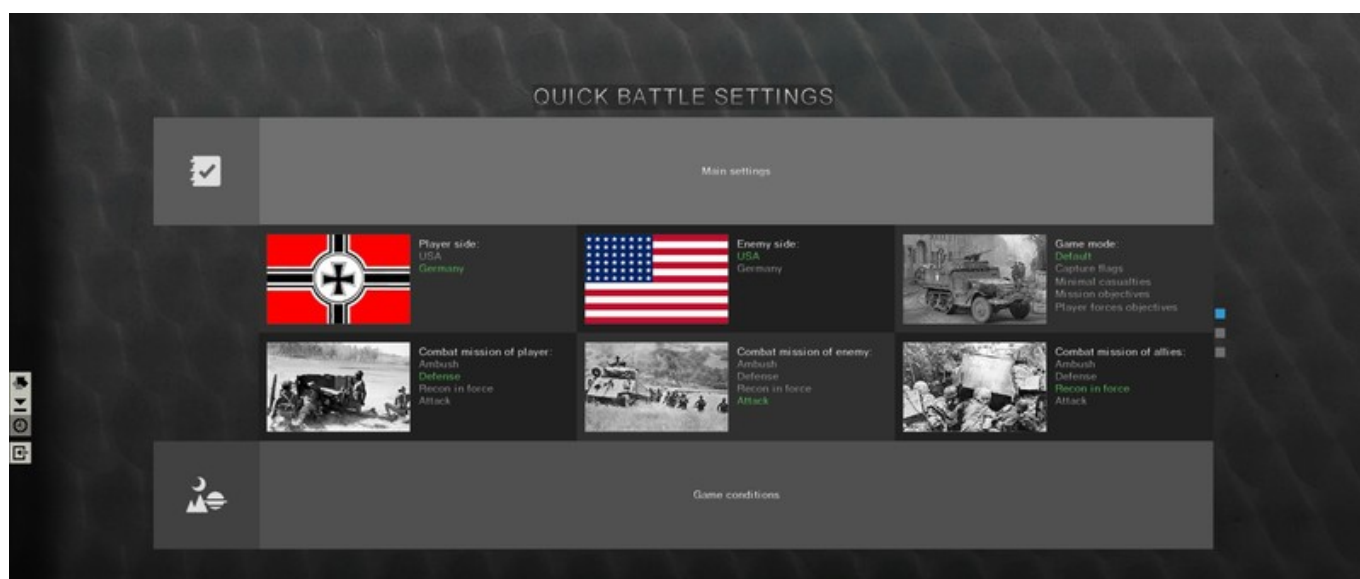 QUICK BATTLE SETTINGS
Main settings
Player side:
USA
Germany
Enemy side:
USA
Germany
Game mode:
Default
Capture flags
Minimal casualties
Mission objectives
Player forces objectives
Combat mission of player:
Ambush
Defense
Recon in force
Attack
Combat mission of enemy:
Ambush
Defense
Recon in force
Attack
Combat mission of allies:
Ambush
Defense
Recon in force
Attack
Game conditions